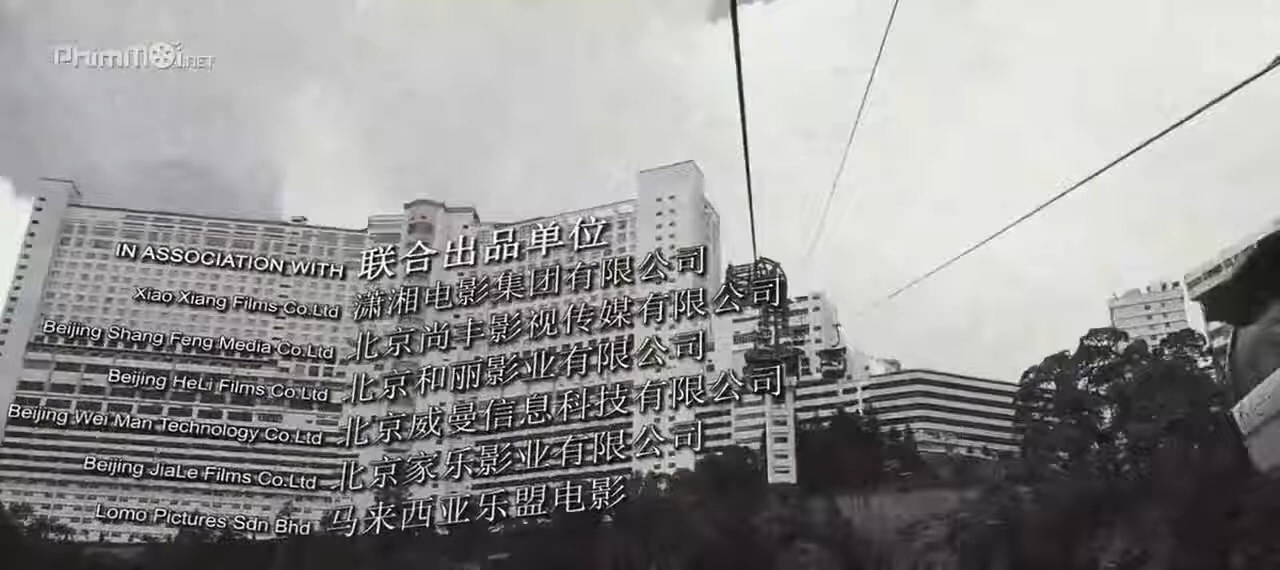 PhimMoi.NET
IN ASSOCIATION WITH 联合出品单位
Xiao Xiang Films Co.Ltd 潇湘电影集团有限公司
Beijing Shang Feng Media Co.Ltd 北京尚丰影视传媒有限公司
Beijing HeLi Films Co.Ltd 北京和丽影业有限公司
Beijing Wei Man Technology Co.Ltd 北京威曼信息科技有限公司
Beijing JiaLe Films Co.Ltd 北京家乐影业有限公司
Lomo Pictures Sdn Bhd 马来西亚乐盟电影